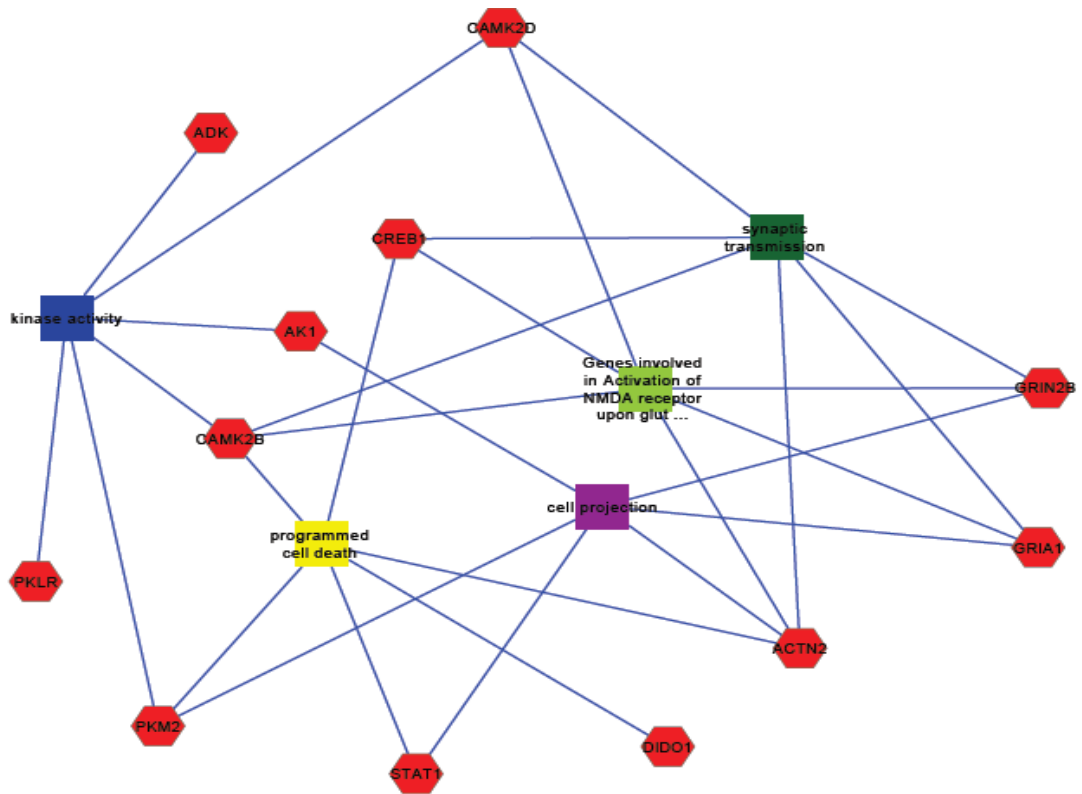 CAMK2D
ADK
CREB1
synaptic
transmission
kinase activity
AK1
Genes involved
in Activation of
NMDA receptor
upon glut ...
GRIN2B
CAMK2B
cell projection
programmed
cell death
GRIA1
PKLR
ACTN2
PKM2
DIDO1
STAT1